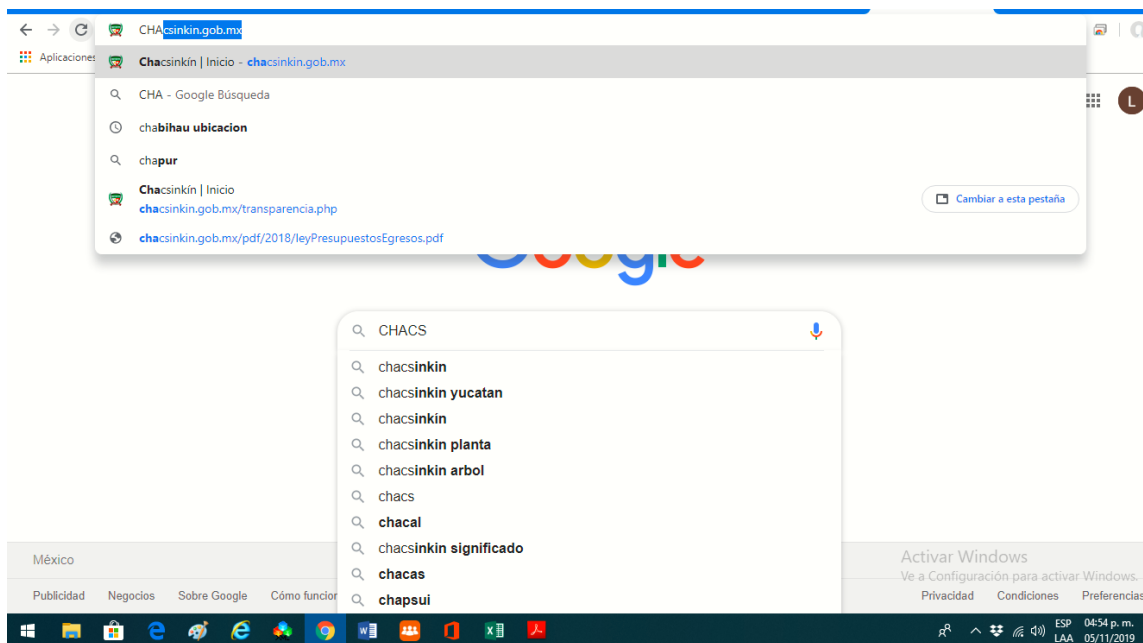 CHAcsinkin.gob.mx
Aplicaciones
Chacsinkín | Inicio - chacsinkin.gob.mx
CHA - Google Búsqueda
chabihau ubicacion
chapur
Chacsinkín | Inicio
chacsinkin.gob.mx/transparencia.php
Cambiar a esta pestaña
chacsinkin.gob.mx/pdf/2018/leyPresupuestosEgresos.pdf
L
Google
CHACS
chacsinkin
chacsinkin yucatan
chacsinkín
chacsinkin planta
chacsinkin arbol
chacs
chacal
chacsinkin significado
chacas
chapsui
México
Activar Windows
Ve a Configuración para activar Windows.
Publicidad Negocios Sobre Google Cómo funcion
Privacidad Condiciones Preferencias
ESP 04:54 p. m.
LAA 05/11/2019